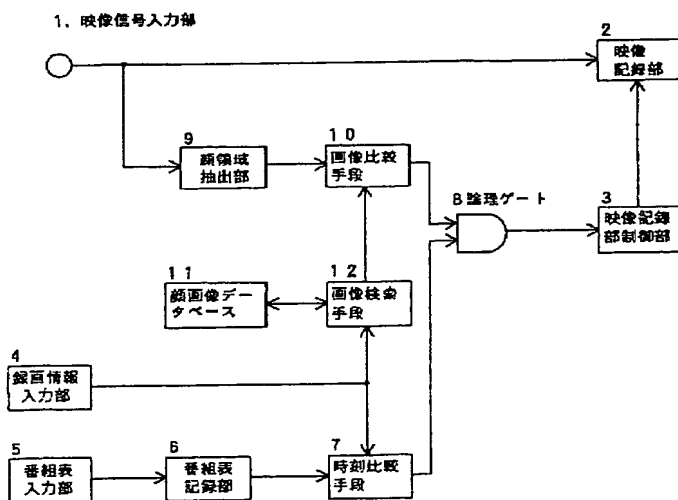 1. 映像信号入力部
2
映像
記録部
9
顔領域
抽出部
10
画像比較
手段
8論理ゲート
3
映像記録
部制御部
11
顔画像デー
タベース
12
画像検索
手段
4
録画情報
入力部
5
番組表
入力部
6
番組表
記録部
7
時刻比較
手段